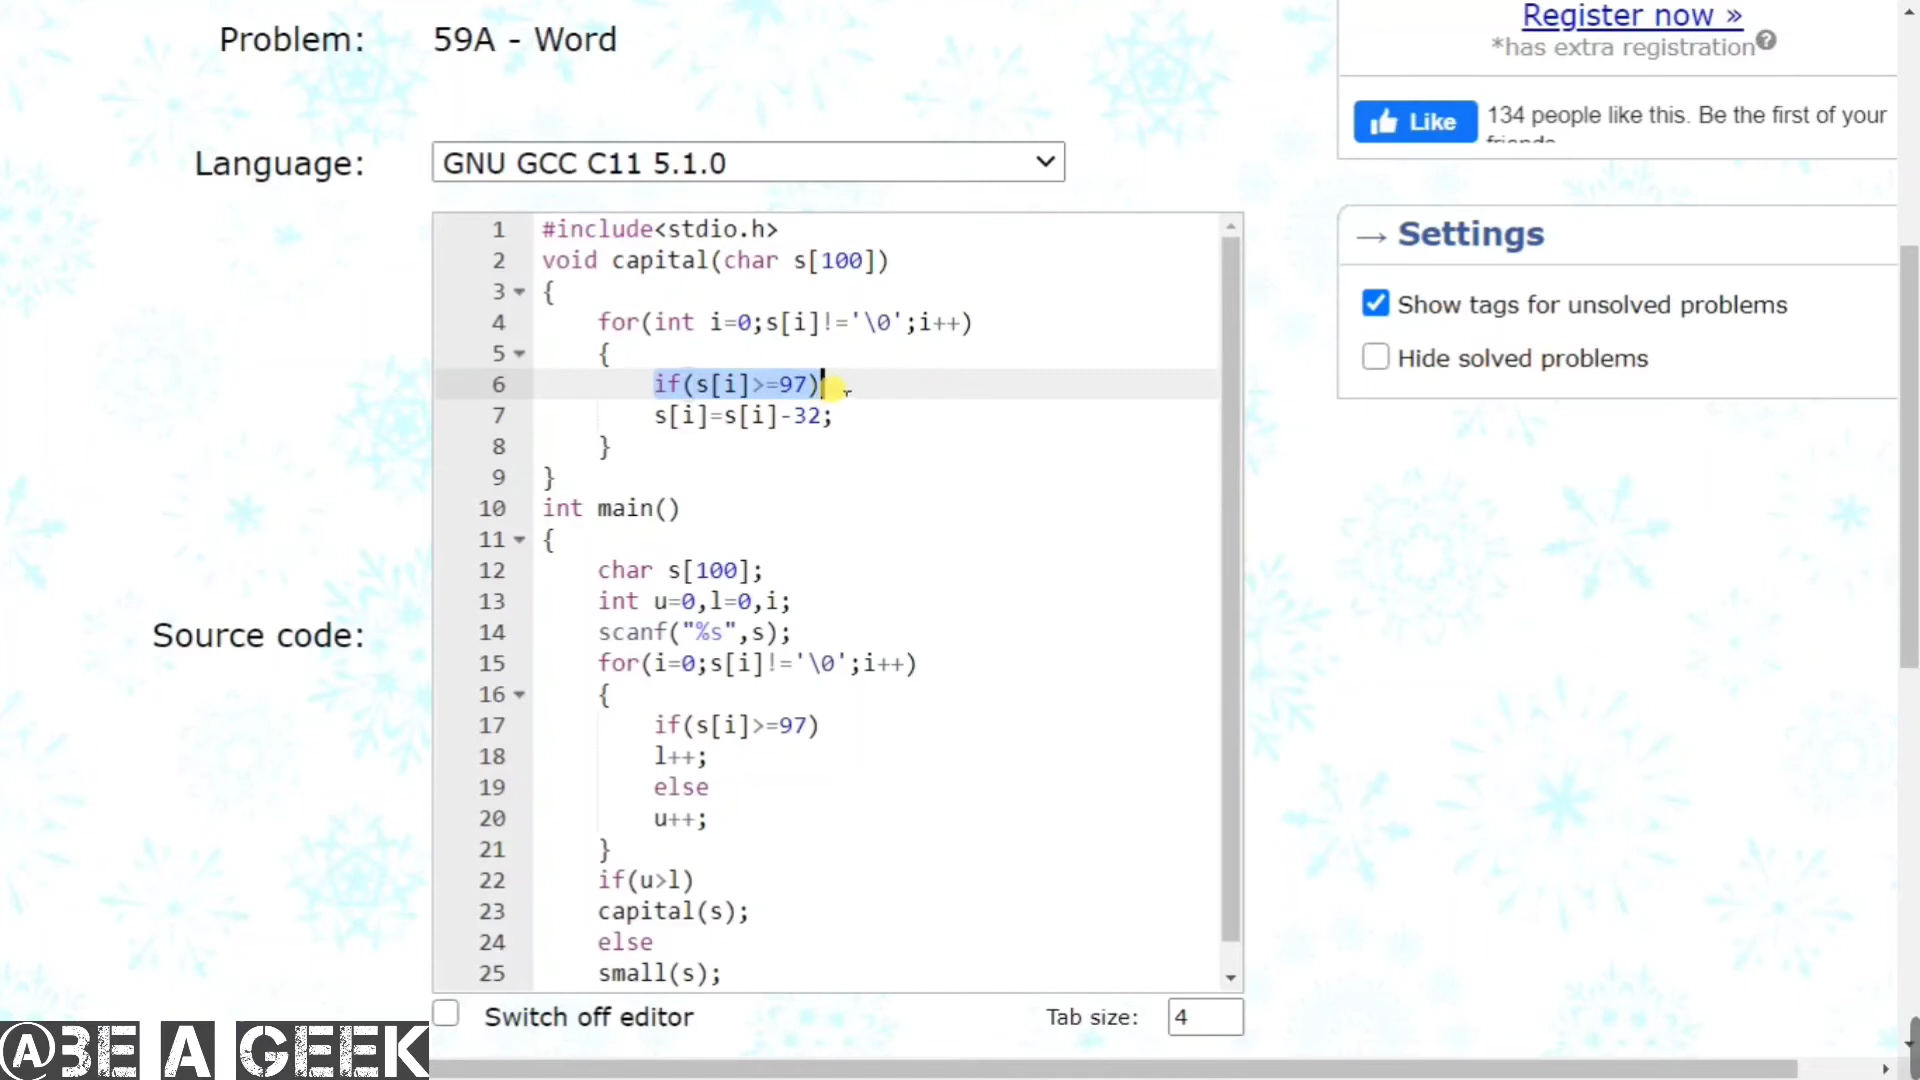 Problem: 59A - Word
Register now »
*has extra registration?
Like 134 people like this. Be the first of your
friends.
Language: GNU GCC C11 5.1.0
→ Settings
Show tags for unsolved problems
Hide solved problems
Source code:
1 #include<stdio.h>
2 void capital(char s[100])
3 {
4 for(int i=0;s[i]!='\0';i++)
5 {
6 if(s[i]>=97)
7 s[i]=s[i]-32;
8 }
9 }
10 int main()
11 {
12 char s[100];
13 int u=0,l=0,i;
14 scanf("%s",s);
15 for(i=0;s[i]!='\0';i++)
16 {
17 if(s[i]>=97)
18 l++;
19 else
20 u++;
21 }
22 if(u>l)
23 capital(s);
24 else
25 small(s);
Switch off editor
Tab size: 4
@BE A GEEK